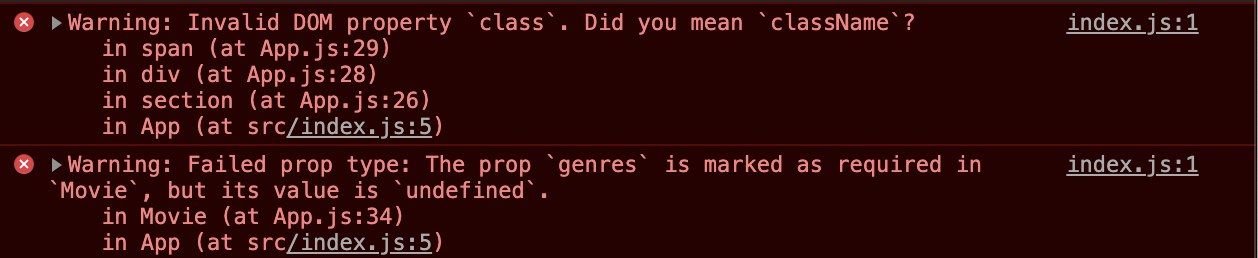 Warning: Invalid DOM property `class`. Did you mean `className`? index.js:1
in span (at App.js:29)
in div (at App.js:28)
in section (at App.js:26)
in App (at src/index.js:5)
Warning: Failed prop type: The prop `genres` is marked as required in index.js:1
`Movie`, but its value is `undefined`.
in Movie (at App.js:34)
in App (at src/index.js:5)